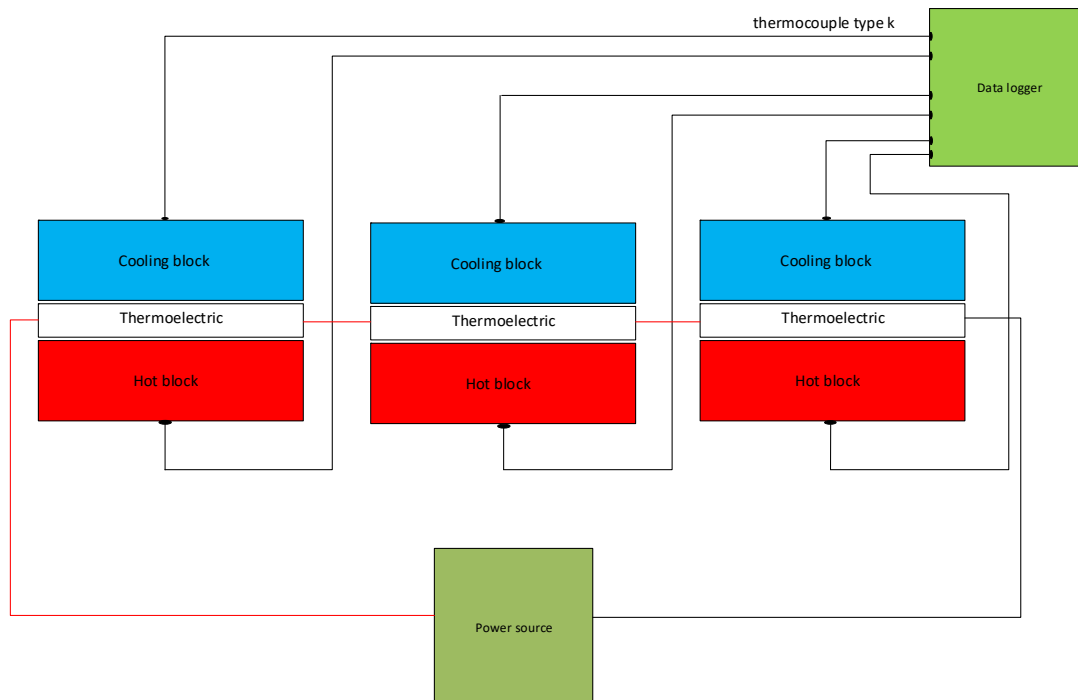 thermocouple type k
Data logger
Cooling block
Cooling block
Cooling block
Thermoelectric
Thermoelectric
Thermoelectric
Hot block
Hot block
Hot block
Power source